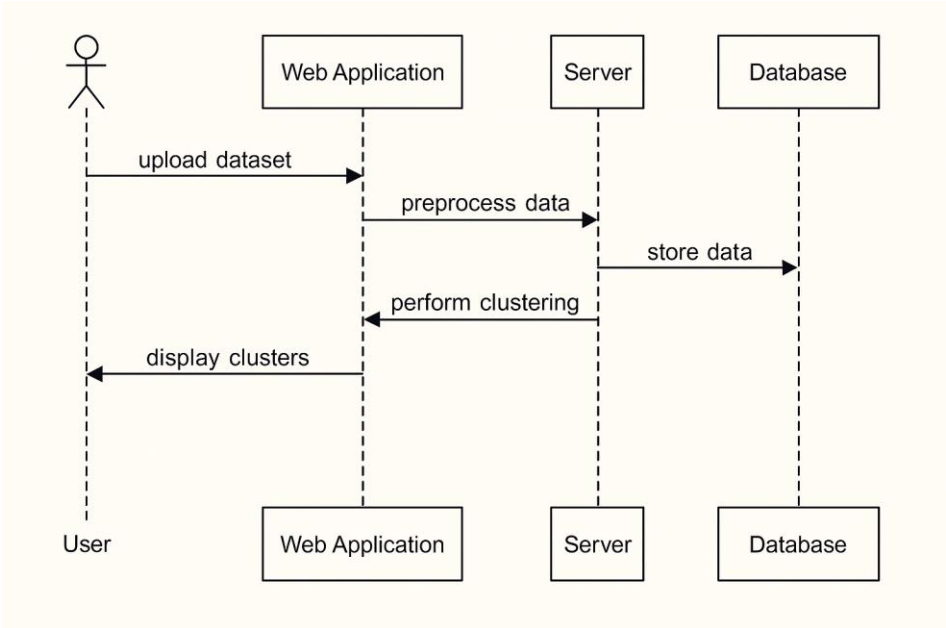 Web Application
Server
Database
upload dataset
preprocess data
store data
perform clustering
display clusters
User
Web Application
Server
Database